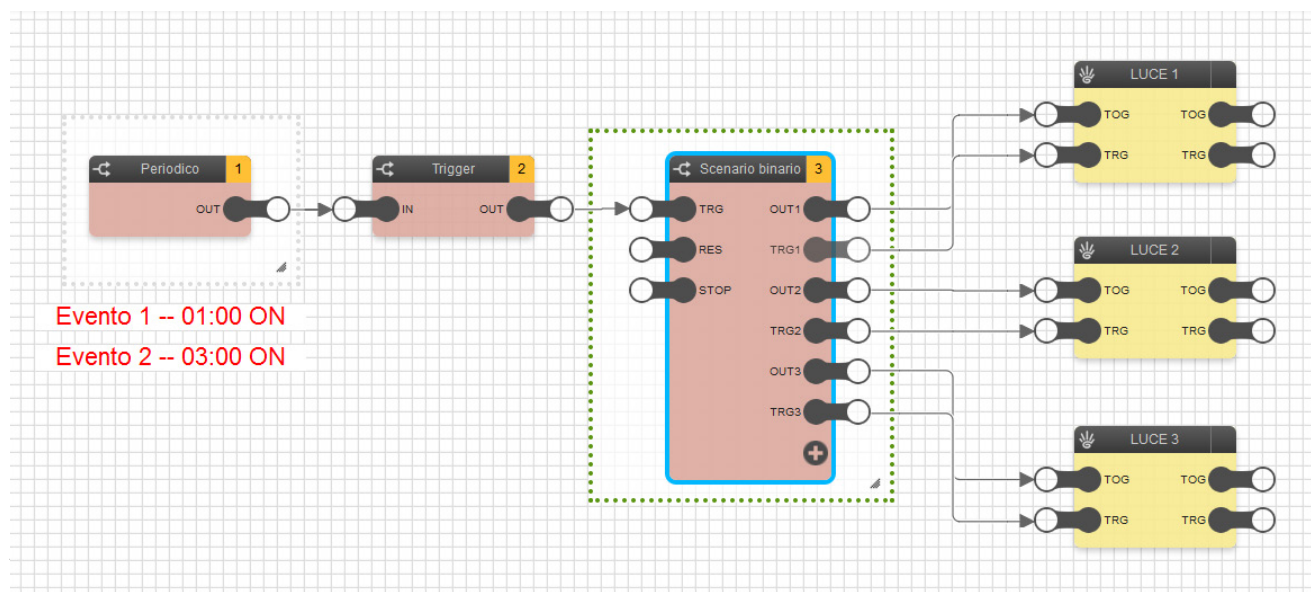 Periodico 1
OUT
Evento 1 -- 01:00 ON
Evento 2 -- 03:00 ON
Trigger 2
IN OUT
Scenario binario 3
TRG OUT1
RES TRG1
STOP OUT2
TRG2
OUT3
TRG3
LUCE 1
TOG TOG
TRG TRG
LUCE 2
TOG TOG
TRG TRG
LUCE 3
TOG TOG
TRG TRG